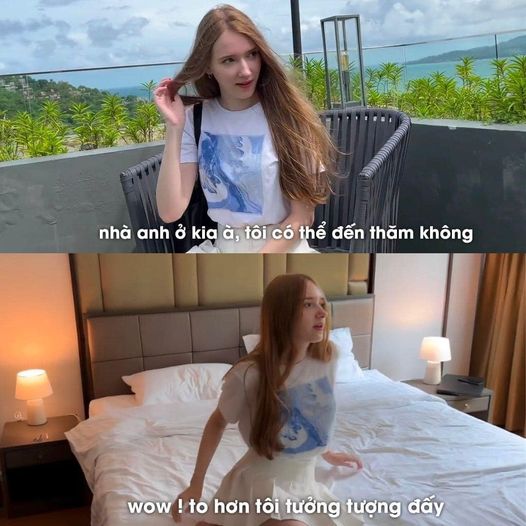 nhà anh ở kia à, tôi có thể đến thăm không
wow ! to hơn tôi tưởng tượng đấy